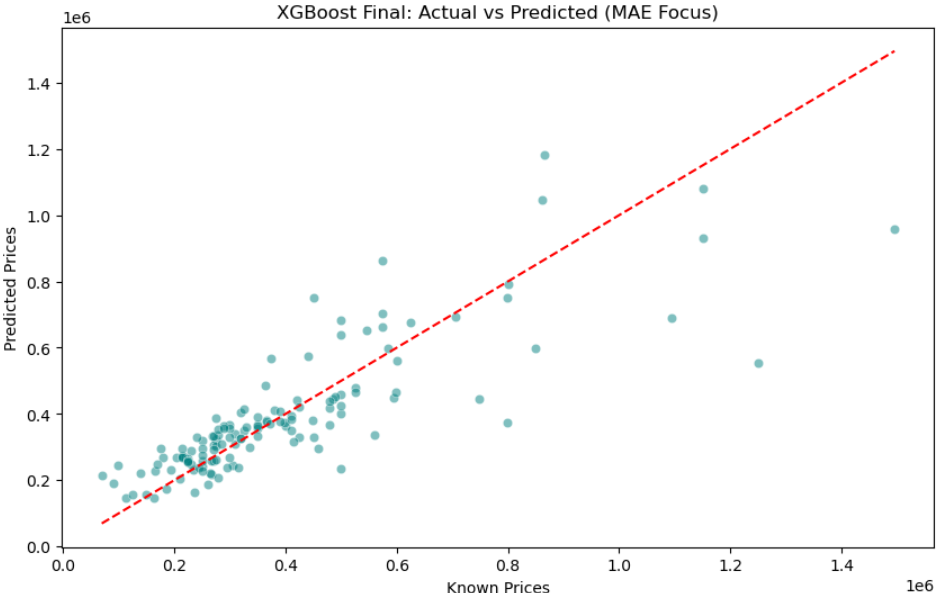 XGBoost Final: Actual vs Predicted (MAE Focus)
1e6
1.4
1.2
1.0
0.8
0.6
0.4
0.2
0.0
Predicted Prices
0.0 0.2 0.4 0.6 0.8 1.0 1.2 1.4
1e6
Known Prices